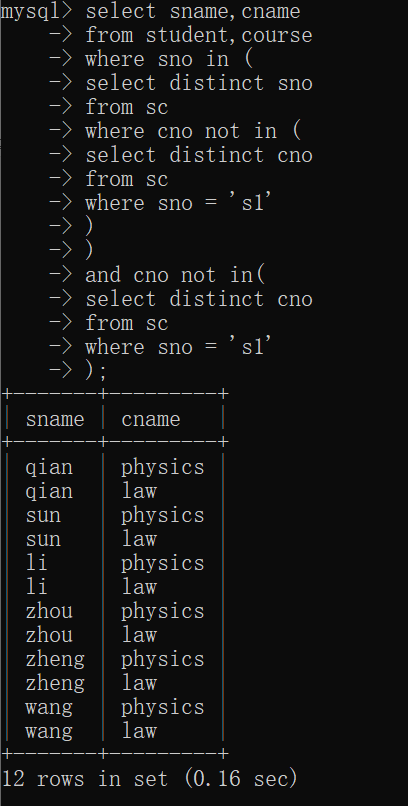 mysql> select sname,cname
    -> from student,course
    -> where sno in (
    -> select distinct sno
    -> from sc
    -> where cno not in (
    -> select distinct cno
    -> from sc
    -> where sno = 's1'
    -> )
    -> )
    -> and cno not in(
    -> select distinct cno
    -> from sc
    -> where sno = 's1'
    -> );
+-------+---------+
| sname | cname   |
+-------+---------+
| qian  | physics |
| qian  | law     |
| sun   | physics |
| sun   | law     |
| li    | physics |
| li    | law     |
| zhou  | physics |
| zhou  | law     |
| zheng | physics |
| zheng | law     |
| wang  | physics |
| wang  | law     |
+-------+---------+
12 rows in set (0.16 sec)